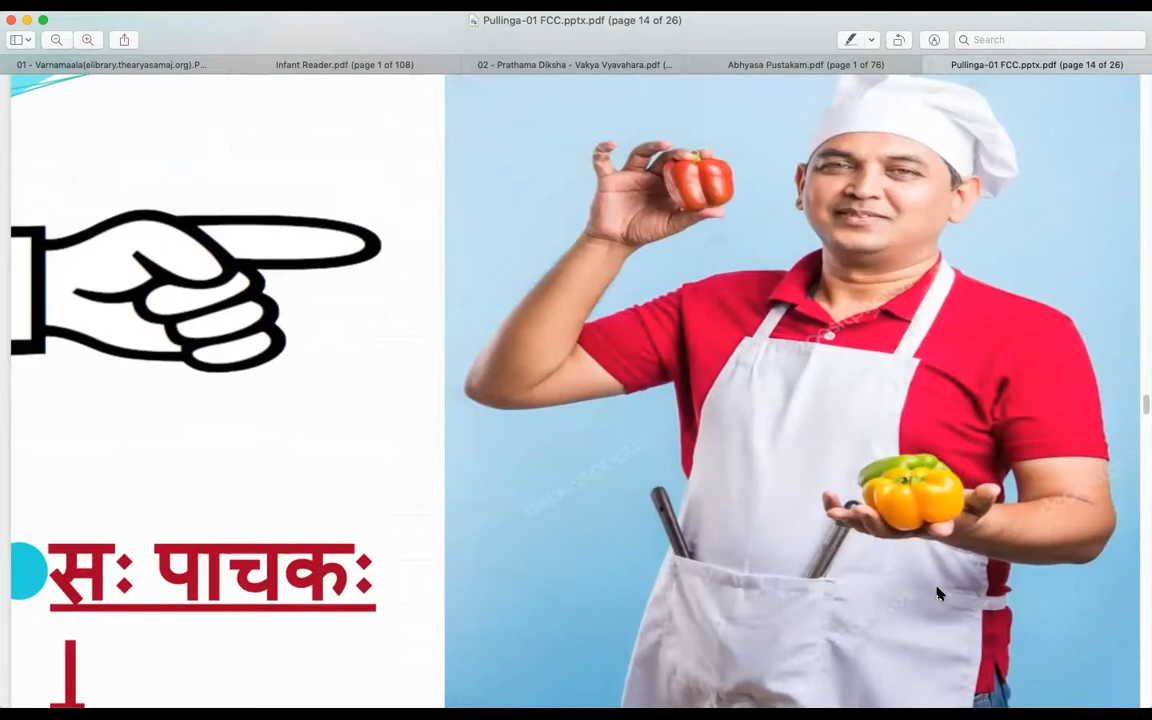 Pullinga-01 FCC.pptx.pdf (page 14 of 26)
Search
01 - Varnamaala(elibrary.thearyasamaj.org).P...
Infant Reader.pdf (page 1 of 108)
02 - Prathama Diksha - Vakya Vyavahara.pdf (...
Abhyasa Pustakam.pdf (page 1 of 76)
Pullinga-01 FCC.pptx.pdf (page 14 of 26)
सः पाचकः
।